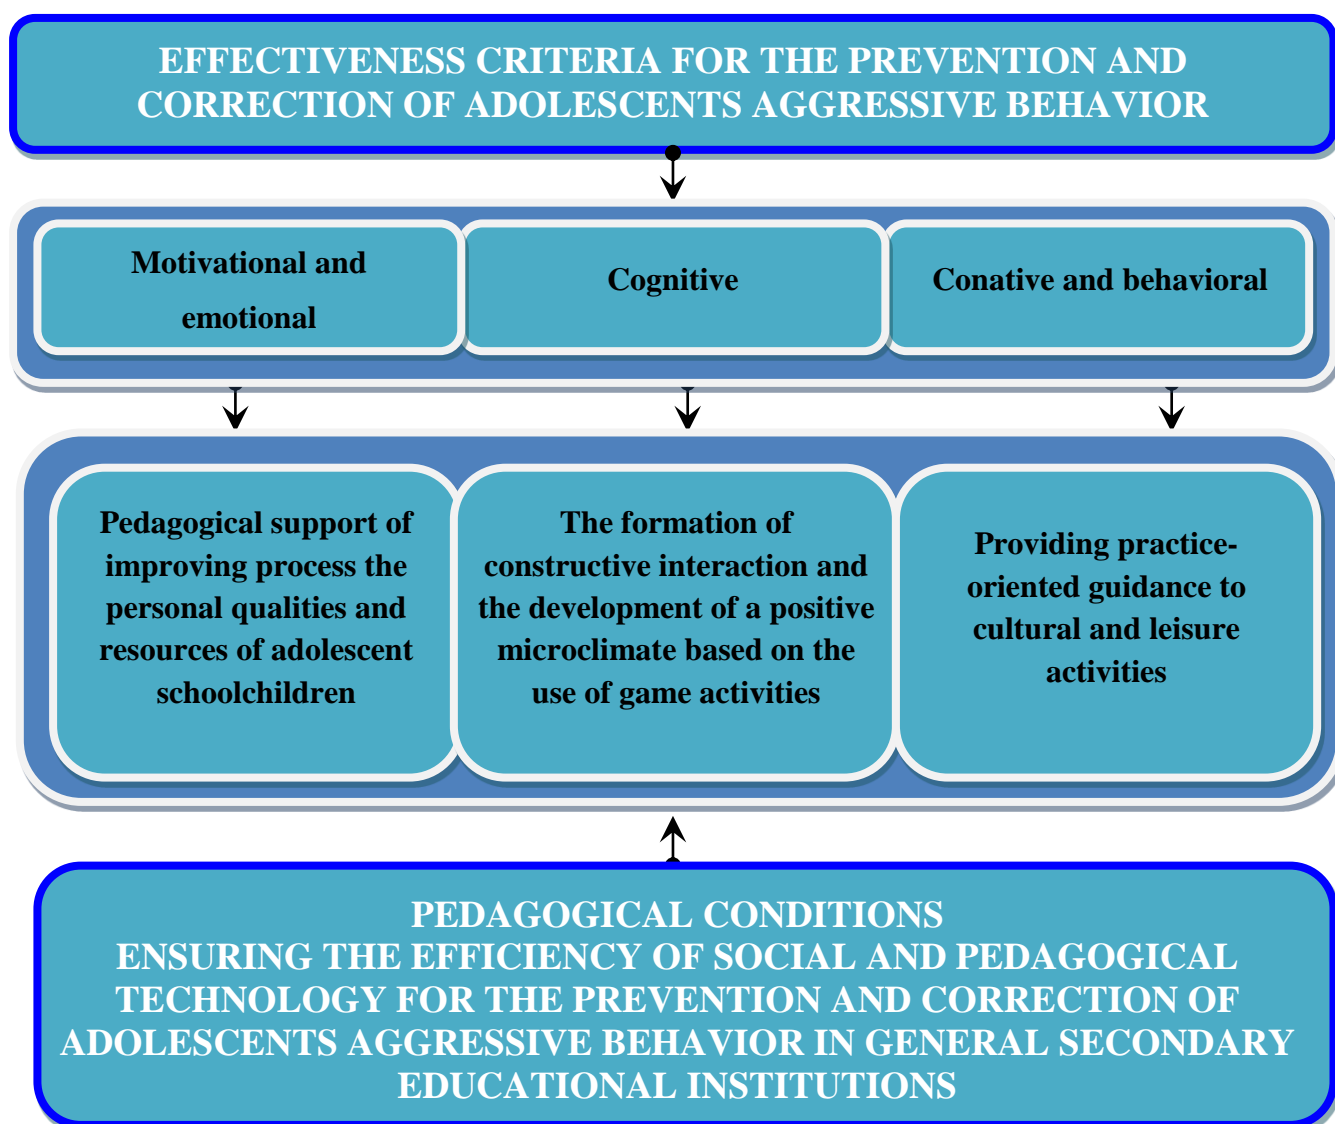 EFFECTIVENESS CRITERIA FOR THE PREVENTION AND
CORRECTION OF ADOLESCENTS AGGRESSIVE BEHAVIOR
Motivational and
emotional
Cognitive
Conative and behavioral
Pedagogical support of
improving process the
personal qualities and
resources of adolescent
schoolchildren
The formation of
constructive interaction and
the development of a positive
microclimate based on the
use of game activities
Providing practice-
oriented guidance to
cultural and leisure
activities
PEDAGOGICAL CONDITIONS
ENSURING THE EFFICIENCY OF SOCIAL AND PEDAGOGICAL
TECHNOLOGY FOR THE PREVENTION AND CORRECTION OF
ADOLESCENTS AGGRESSIVE BEHAVIOR IN GENERAL SECONDARY
EDUCATIONAL INSTITUTIONS